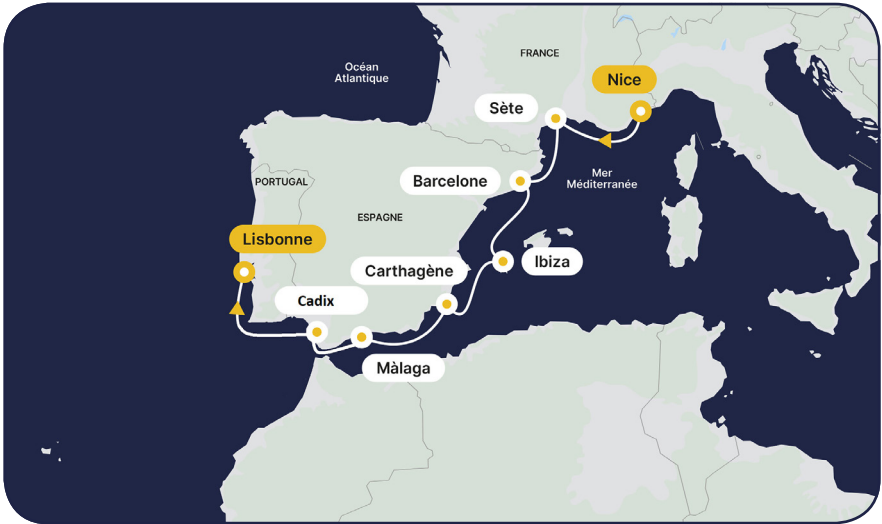 Océan
Atlantique
FRANCE
Nice
Sète
Mer
Méditerranée
Barcelone
PORTUGAL
ESPAGNE
Lisbonne
Ibiza
Carthagène
Cadix
Màlaga